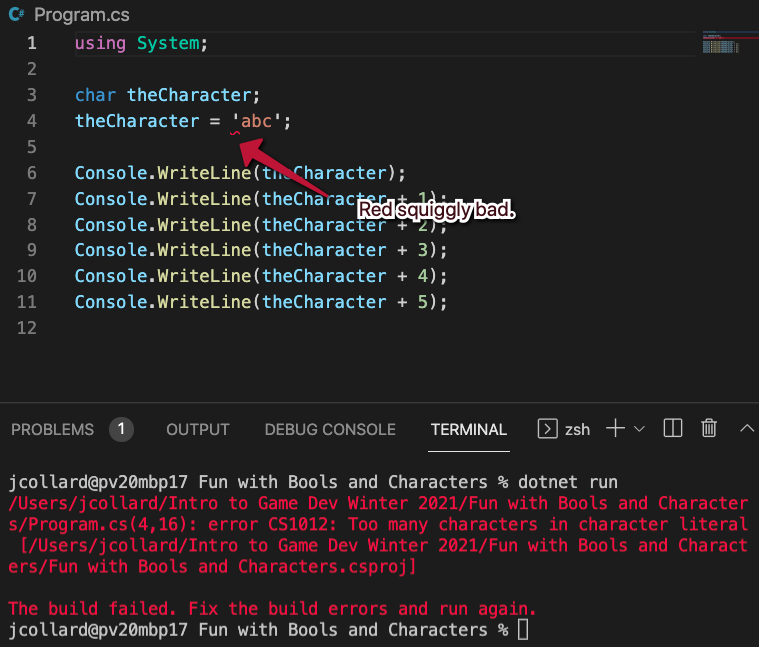 C# Program.cs
1 using System;
2
3 char theCharacter;
4 theCharacter = 'abc';
5
6 Console.WriteLine(theCharacter);
7 Console.WriteLine(theCharacter + 1);
Red squiggly bad.
8 Console.WriteLine(theCharacter + 2);
9 Console.WriteLine(theCharacter + 3);
10 Console.WriteLine(theCharacter + 4);
11 Console.WriteLine(theCharacter + 5);
12
PROBLEMS 1 OUTPUT DEBUG CONSOLE TERMINAL zsh
jcollard@pv20mbp17 Fun with Bools and Characters % dotnet run
/Users/jcollard/Intro to Game Dev Winter 2021/Fun with Bools and Character
s/Program.cs(4,16): error CS1012: Too many characters in character literal
[/Users/jcollard/Intro to Game Dev Winter 2021/Fun with Bools and Charact
ers/Fun with Bools and Characters.csproj]
The build failed. Fix the build errors and run again.
jcollard@pv20mbp17 Fun with Bools and Characters %